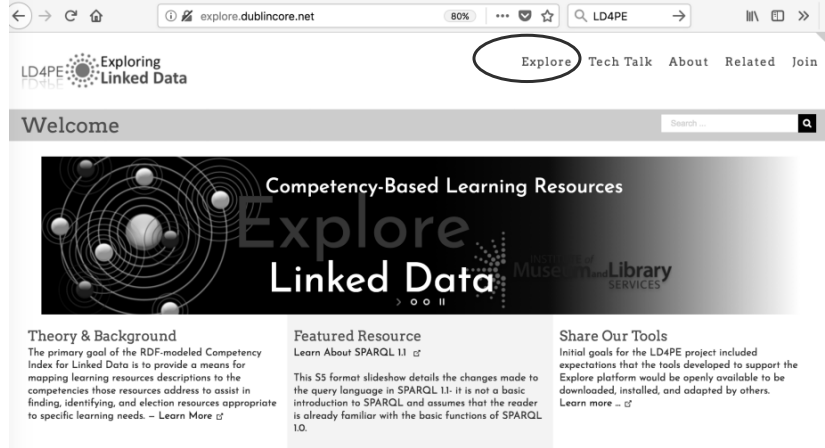 explore.dublincore.net
80%
LD4PE
LD4PE Exploring
Linked Data
Explore Tech Talk About Related Join
Welcome
Search ...
Competency-Based Learning Resources
Explore
Linked Data
INSTITUTE of
Museum and Library
SERVICES
Theory & Background
The primary goal of the RDF-modeled Competency
Index for Linked Data is to provide a means for
mapping learning resources descriptions to the
competencies those resources address to assist in
finding, identifying, and election resources appropriate
to specific learning needs. – Learn More
Featured Resource
Learn About SPARQL 1.1
This S5 format slideshow details the changes made to
the query language in SPARQL 1.1- it is not a basic
introduction to SPARQL and assumes that the reader
is already familiar with the basic functions of SPARQL
1.0.
Share Our Tools
Initial goals for the LD4PE project included
expectations that the tools developed to support the
Explore platform would be openly available to be
downloaded, installed, and adapted by others.
Learn more ...